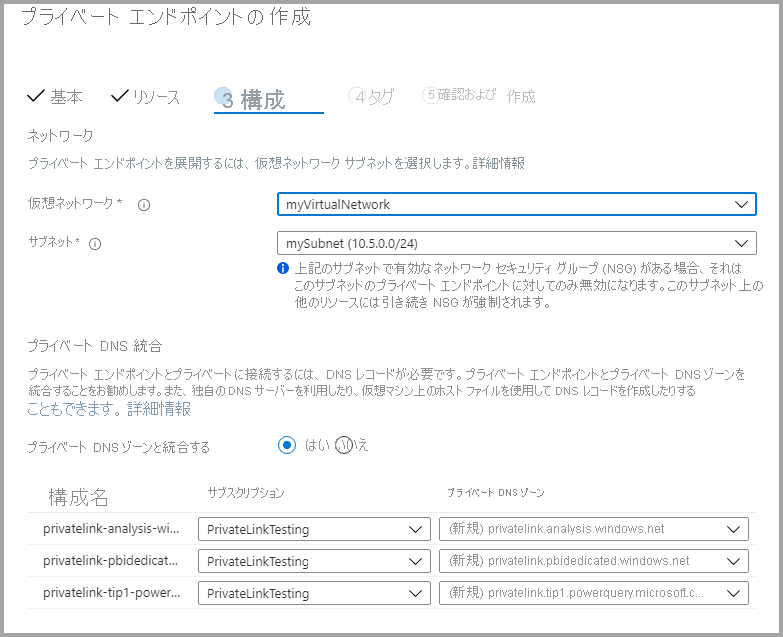 プライベート エンドポイントの作成
基本 リソース 3 構成 4 タグ 5 確認および 作成
ネットワーク
プライベート エンドポイントを展開するには、仮想ネットワーク サブネットを選択します。詳細情報
仮想ネットワーク * myVirtualNetwork
サブネット * mySubnet (10.5.0.0/24)
上記のサブネットで有効なネットワーク セキュリティ グループ (NSG) がある場合、それは
このサブネットのプライベート エンドポイントに対してのみ無効になります。このサブネット上の
他のリソースには引き続き NSG が強制されます。
プライベート DNS 統合
プライベート エンドポイントとプライベートに接続するには、DNS レコードが必要です。プライベート エンドポイントとプライベート DNS ゾーンを
統合することをお勧めします。また、独自の DNS サーバーを利用したり、仮想マシン上のホスト ファイルを使用して DNS レコードを作成したりする
こともできます。詳細情報
プライベート DNS ゾーンと統合する はい いいえ
構成名 サブスクリプション プライベート DNS ゾーン
privatelink-analysis-wi... PrivateLinkTesting (新規) privatelink.analysis.windows.net
privatelink-pbidedicat... PrivateLinkTesting (新規) privatelink.pbidedicated.windows.net
privatelink-tip1-power... PrivateLinkTesting (新規) privatelink.tip1.powerquery.microsoft.c...